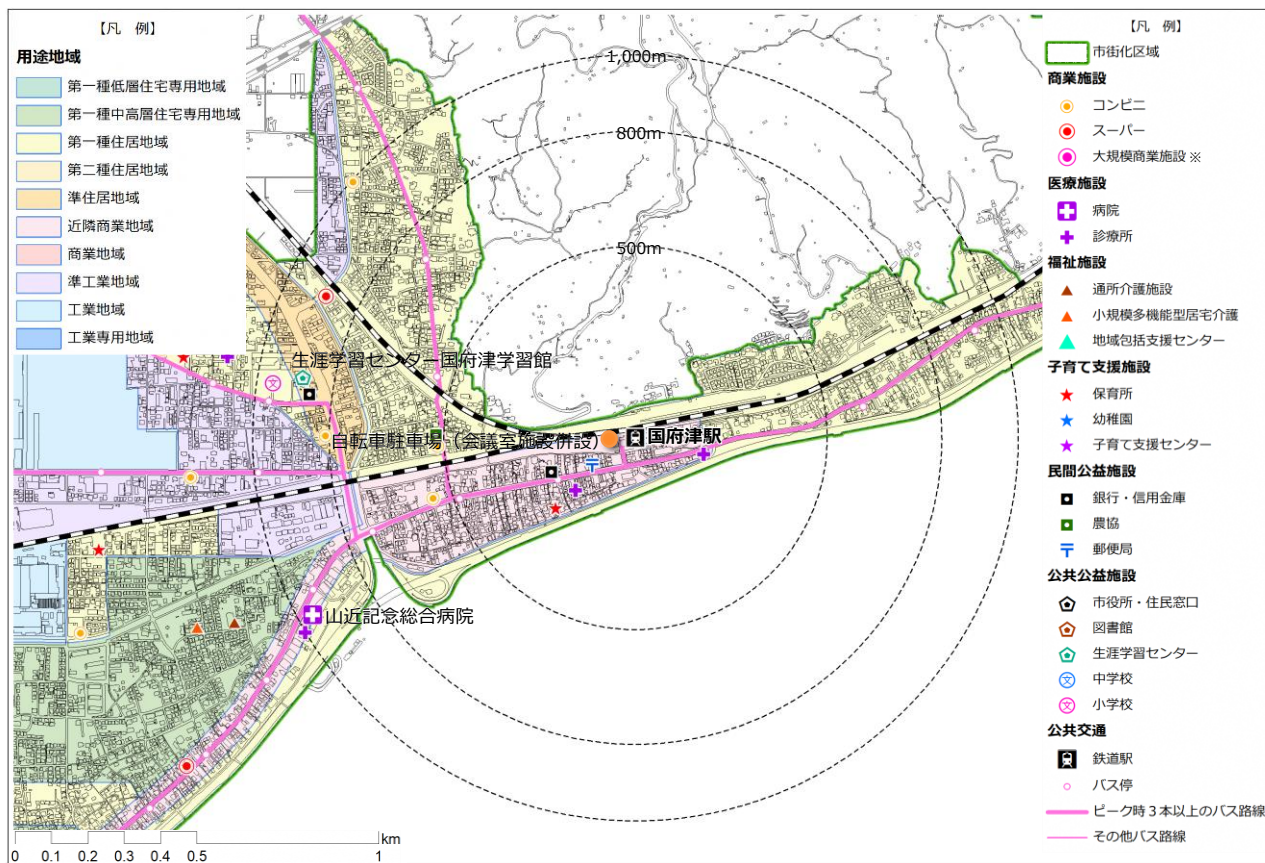 【凡 例】
用途地域
第一種低層住宅専用地域
第一種中高層住宅専用地域
第一種住居地域
第二種住居地域
準住居地域
近隣商業地域
商業地域
準工業地域
工業地域
工業専用地域
1,000m
800m
500m
生涯学習センター国府津学習館
自転車駐車場（会議室施設併設）
国府津駅
山近記念総合病院
km
0 0.1 0.2 0.3 0.4 0.5 1
【凡 例】
市街化区域
商業施設
コンビニ
スーパー
大規模商業施設※
医療施設
病院
診療所
福祉施設
通所介護施設
小規模多機能型居宅介護
地域包括支援センター
子育て支援施設
保育所
幼稚園
子育て支援センター
民間公益施設
銀行・信用金庫
農協
郵便局
公共公益施設
市役所・住民窓口
図書館
生涯学習センター
文 中学校
文 小学校
公共交通
鉄道駅
バス停
ピーク時３本以上のバス路線
その他バス路線
文